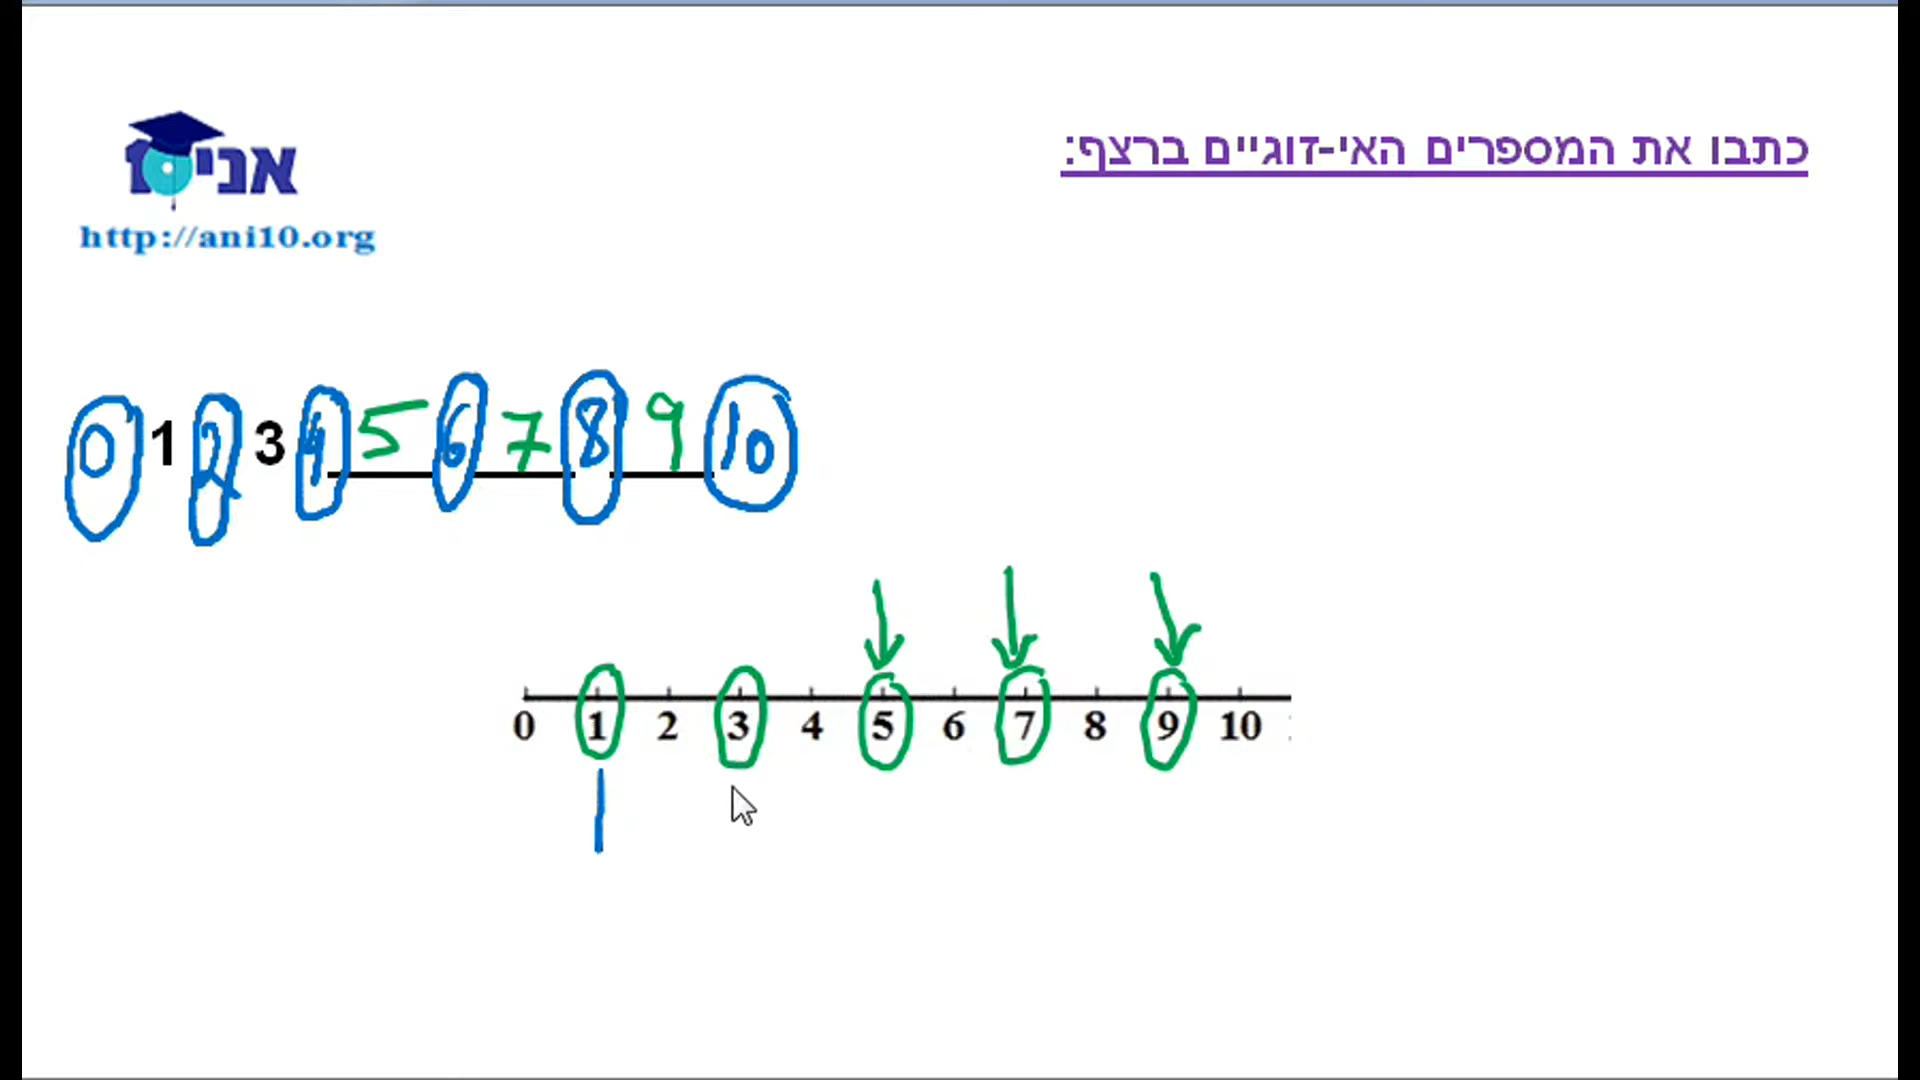 כתבו את המספרים האי-זוגיים ברצף:
אני10
http://ani10.org
0 1 2 3 4 5 6 7 8 9 10
0 1 2 3 4 5 6 7 8 9 10
1